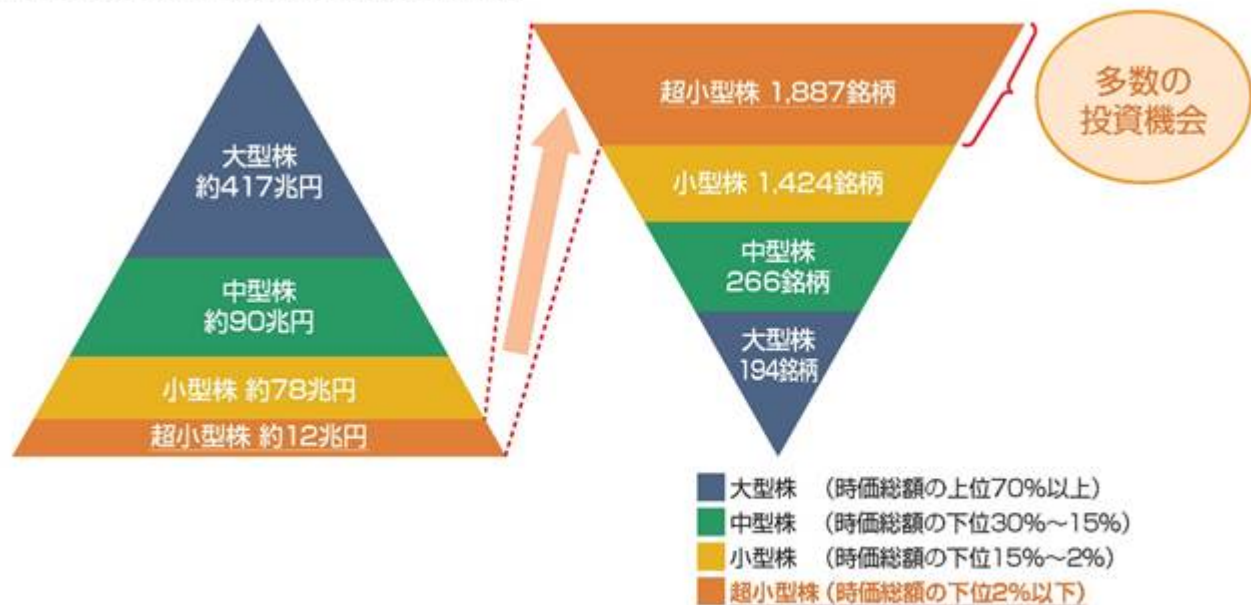 大型株
約417兆円
中型株
約90兆円
小型株 約78兆円
超小型株 約12兆円
超小型株 1,887銘柄
小型株 1,424銘柄
中型株
266銘柄
大型株
194銘柄
多数の
投資機会
大型株 (時価総額の上位70%以上)
中型株 (時価総額の下位30%～15%)
小型株 (時価総額の下位15%～2%)
超小型株 (時価総額の下位2%以下)